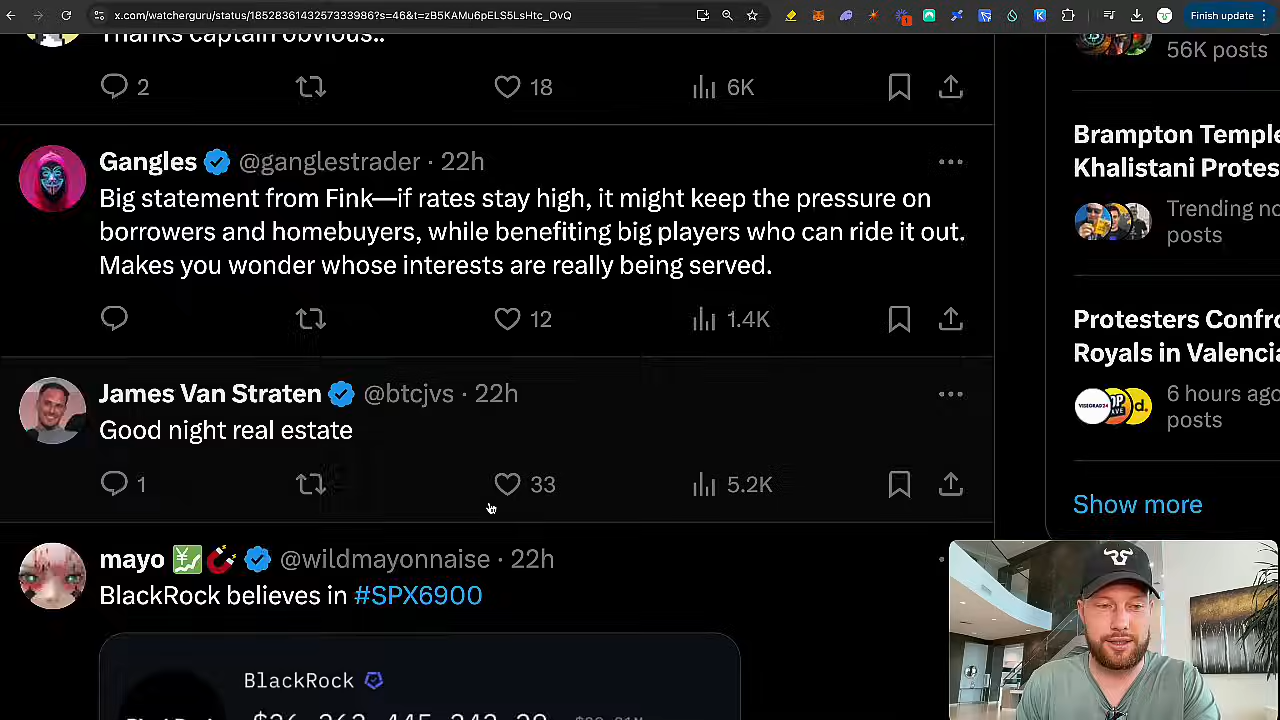 x.com/watcherguru/status/1852836143257333986?s=46&t=zB5KAMu6pELS5LsHtc_OvQ
Finish update
Thanks captain obvious..
2
18
6K
Gangles @ganglestrader · 22h
Big statement from Fink—if rates stay high, it might keep the pressure on
borrowers and homebuyers, while benefiting big players who can ride it out.
Makes you wonder whose interests are really being served.
12
1.4K
James Van Straten @btcjvs · 22h
Good night real estate
1
33
5.2K
mayo @wildmayonnaise · 22h
BlackRock believes in #SPX6900
BlackRock
56K posts
Brampton Temple
Khalistani Protes
Trending no
posts
Protesters Confro
Royals in Valencia
6 hours ago
posts
Show more